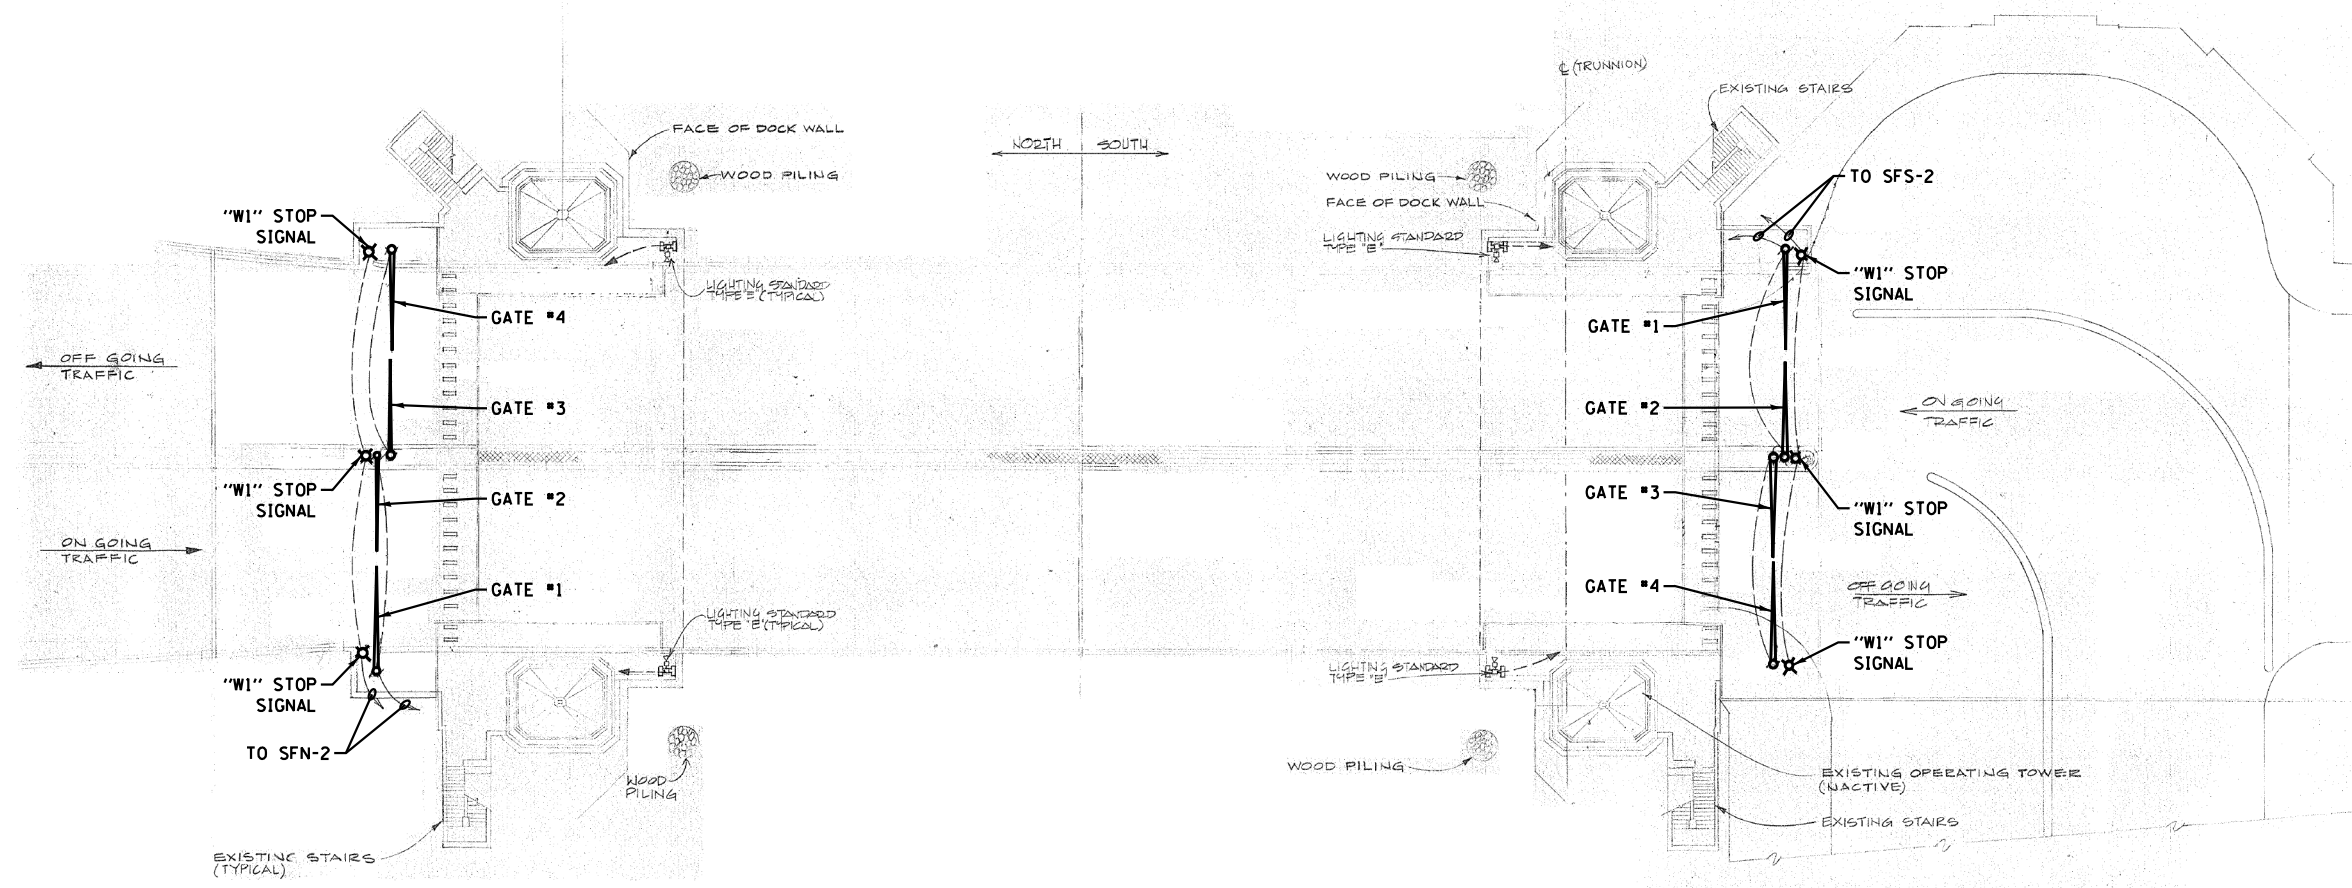 ℄ (TRUNNION)
EXISTING STAIRS
FACE OF DOCK WALL
WOOD PILING
NORTH SOUTH
WOOD PILING
FACE OF DOCK WALL
LIGHTING STANDARD
TYPE "E"
TO SFS-2
"W1" STOP
SIGNAL
"W1" STOP
SIGNAL
LIGHTING STANDARD
TYPE "E" (TYPICAL)
GATE #4
GATE #1
OFF GOING
TRAFFIC
GATE #3
GATE #2
ON GOING
TRAFFIC
"W1" STOP
SIGNAL
GATE #2
GATE #3
"W1" STOP
SIGNAL
ON GOING
TRAFFIC
GATE #1
GATE #4
OFF GOING
TRAFFIC
LIGHTING STANDARD
TYPE "E" (TYPICAL)
"W1" STOP
SIGNAL
LIGHTING STANDARD
TYPE "E"
"W1" STOP
SIGNAL
TO SFN-2
WOOD
PILING
WOOD PILING
EXISTING OPERATING TOWER
(INACTIVE)
EXISTING STAIRS
EXISTING STAIRS
(TYPICAL)